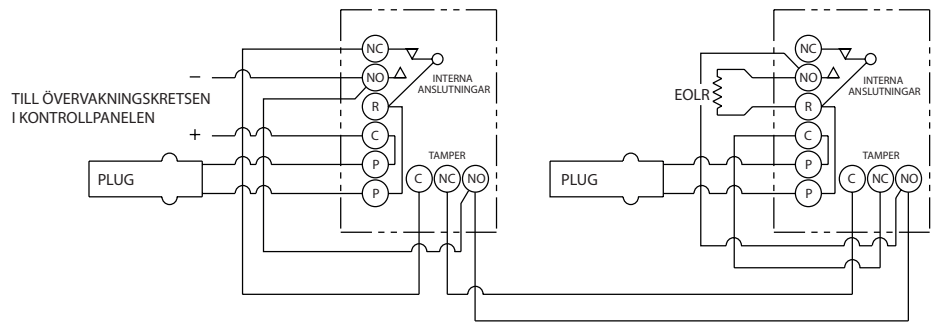 NC
NO
R
C
P
P
INTERNA
ANSLUTNINGAR
−
TILL ÖVERVAKNINGSKRETSEN
I KONTROLLPANELEN
+
PLUG
TAMPER
C NC NO
NC
NO
R
C
P
P
INTERNA
ANSLUTNINGAR
EOLR
PLUG
TAMPER
C NC NO